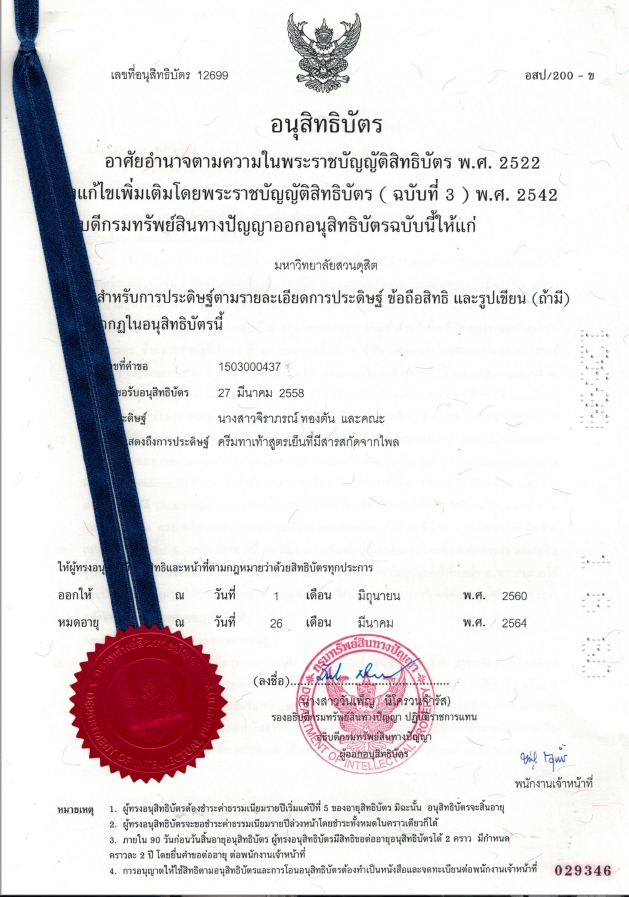 เลขที่อนุสิทธิบัตร 12699
อสป/200 - ข
อนุสิทธิบัตร
อาศัยอำนาจตามความในพระราชบัญญัติสิทธิบัตร พ.ศ. 2522
แก้ไขเพิ่มเติมโดยพระราชบัญญัติสิทธิบัตร ( ฉบับที่ 3 ) พ.ศ. 2542
บดีกรมทรัพย์สินทางปัญญาออกอนุสิทธิบัตรฉบับนี้ให้แก่
มหาวิทยาลัยสวนดุสิต
สำหรับการประดิษฐ์ตามรายละเอียดการประดิษฐ์ ข้อถือสิทธิ และรูปเขียน (ถ้ามี)
กฏในอนุสิทธิบัตรนี้
ขที่คำขอ 1503000437
ขอรับอนุสิทธิบัตร 27 มีนาคม 2558
ประดิษฐ์ นางสาวจิราภรณ์ ทองตัน และคณะ
แสดงถึงการประดิษฐ์ ครีมทาเท้าสูตรเย็นที่มีสารสกัดจากไพล
ให้ผู้ทรงอนุ สิทธิและหน้าที่ตามกฎหมายว่าด้วยสิทธิบัตรทุกประการ
ออกให้ ณ วันที่ 1 เดือน มิถุนายน พ.ศ. 2560
หมดอายุ ณ วันที่ 26 เดือน มีนาคม พ.ศ. 2564
กรมทรัพย์สินทางปัญญา
DEPARTMENT OF INTELLECTUAL PROPERTY
(ลงชื่อ)
(นางสาววันเพ็ญ นิโครวนจำรัส)
รองอธิบดีกรมทรัพย์สินทางปัญญา ปฏิบัติราชการแทน
อธิบดีกรมทรัพย์สินทางปัญญา
ผู้ออกอนุสิทธิบัตร
พนักงานเจ้าหน้าที่
หมายเหตุ 1. ผู้ทรงอนุสิทธิบัตรต้องชำระค่าธรรมเนียมรายปีเริ่มแต่ปีที่ 5 ของอายุสิทธิบัตร มิฉะนั้น อนุสิทธิบัตรจะสิ้นอายุ
2. ผู้ทรงอนุสิทธิบัตรจะขอชำระค่าธรรมเนียมรายปีล่วงหน้าโดยชำระทั้งหมดในคราวเดียวก็ได้
3. ภายใน 90 วันก่อนวันสิ้นอายุอนุสิทธิบัตร ผู้ทรงอนุสิทธิบัตรมีสิทธิขอต่ออายุอนุสิทธิบัตรได้ 2 คราว มีกำหนด
คราวละ 2 ปี โดยยื่นคำขอต่ออายุ ต่อพนักงานเจ้าหน้าที่
4. การอนุญาตให้ใช้สิทธิตามอนุสิทธิบัตรและการโอนอนุสิทธิบัตรต้องทำเป็นหนังสือและจดทะเบียนต่อพนักงานเจ้าหน้าที่
029346